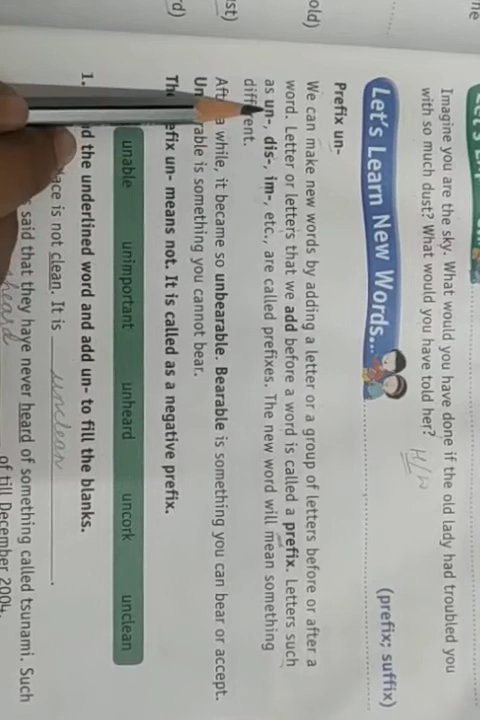 Imagine you are the sky. What would you have done if the old lady had troubled you
with so much dust? What would you have told her?
H/W
Let's Learn New Words...
(prefix; suffix)
Prefix un-
We can make new words by adding a letter or a group of letters before or after a
word. Letter or letters that we add before a word is called a prefix. Letters such
as un-, dis-, im-, etc., are called prefixes. The new word will mean something
different.
a while, it became so unbearable. Bearable is something you can bear or accept.
is something you cannot bear.
un- means not. It is called as a negative prefix.
unable unimportant unheard uncork unclean
1. the underlined word and add un- to fill the blanks.
is not clean. It is unclean.
said that they have never heard of something called tsunami. Such
heard of till December 2004.
old)
st)
rd)